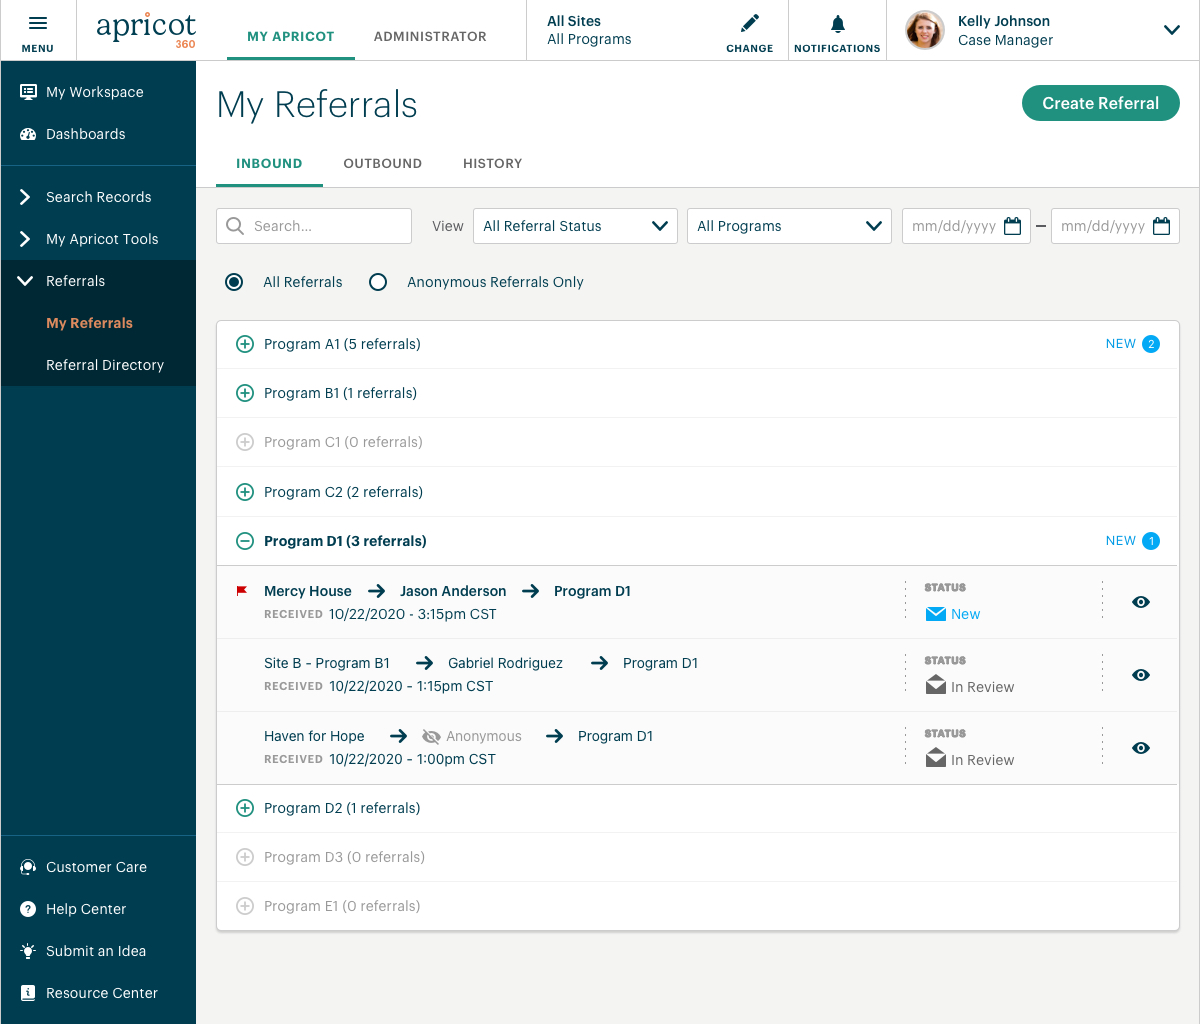 MENU
apricot
360
MY APRICOT
ADMINISTRATOR
All Sites
All Programs
CHANGE
NOTIFICATIONS
Kelly Johnson
Case Manager
My Workspace
Dashboards
Search Records
My Apricot Tools
Referrals
My Referrals
Referral Directory
Customer Care
Help Center
Submit an Idea
Resource Center
My Referrals
Create Referral
INBOUND OUTBOUND HISTORY
Search... View All Referral Status All Programs mm/dd/yyyy – mm/dd/yyyy
All Referrals Anonymous Referrals Only
Program A1 (5 referrals) NEW 2
Program B1 (1 referrals)
Program C1 (0 referrals)
Program C2 (2 referrals)
Program D1 (3 referrals) NEW 1
Mercy House Jason Anderson Program D1
RECEIVED 10/22/2020 - 3:15pm CST
STATUS
New
Site B - Program B1 Gabriel Rodriguez Program D1
RECEIVED 10/22/2020 - 1:15pm CST
STATUS
In Review
Haven for Hope Anonymous Program D1
RECEIVED 10/22/2020 - 1:00pm CST
STATUS
In Review
Program D2 (1 referrals)
Program D3 (0 referrals)
Program E1 (0 referrals)